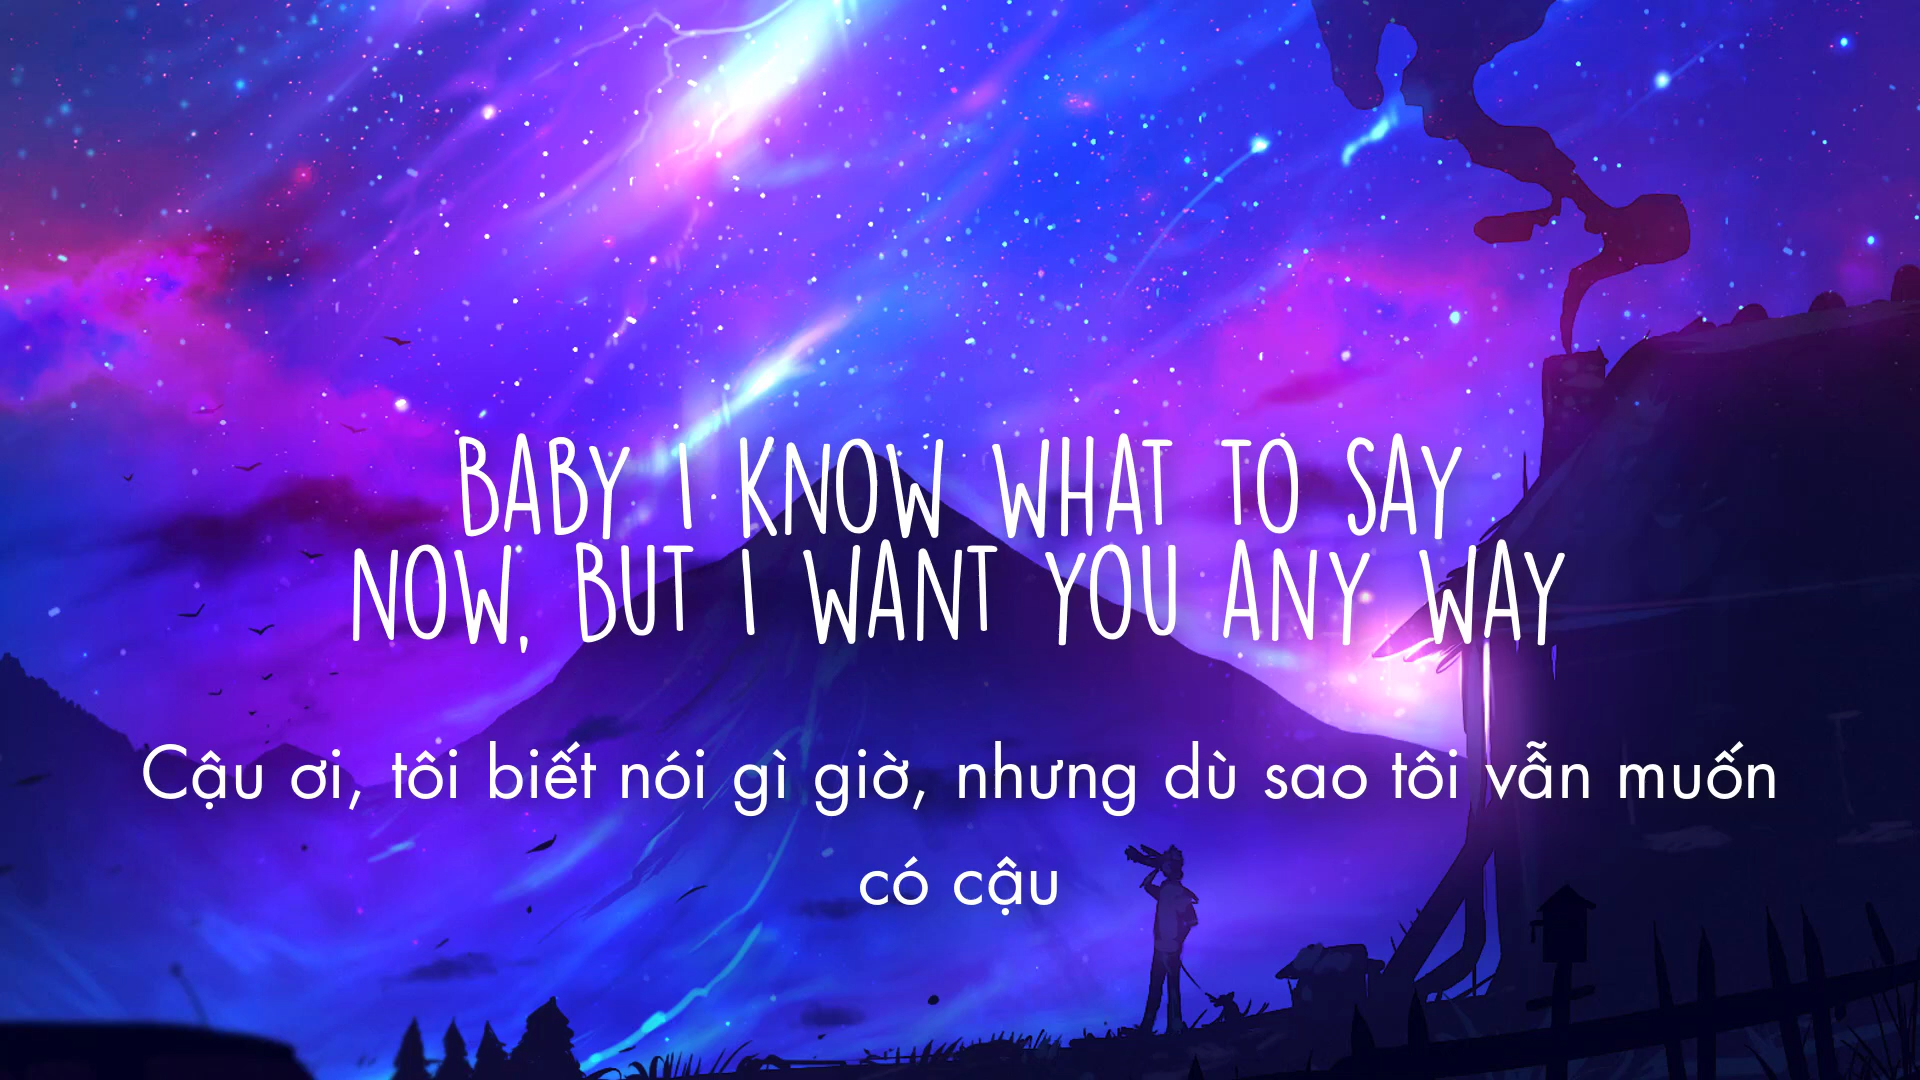 BABY I KNOW WHAT TO SAY
NOW, BUT I WANT YOU ANY WAY
Cậu ơi, tôi biết nói gì giờ, nhưng dù sao tôi vẫn muốn
có cậu